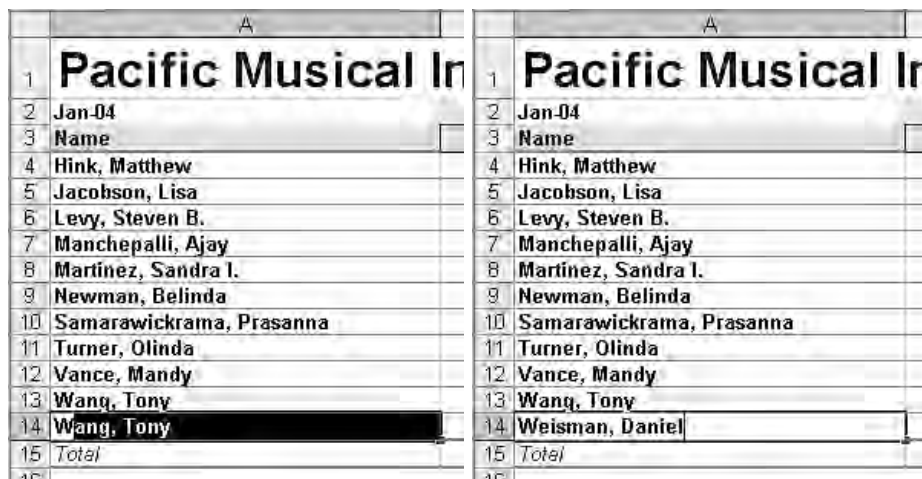 A
1 Pacific Musical In
2 Jan-04
3 Name
4 Hink, Matthew
5 Jacobson, Lisa
6 Levy, Steven B.
7 Manchepalli, Ajay
8 Martinez, Sandra I.
9 Newman, Belinda
10 Samarawickrama, Prasanna
11 Turner, Olinda
12 Vance, Mandy
13 Wang, Tony
14 Wang, Tony
15 Total
A
1 Pacific Musical In
2 Jan-04
3 Name
4 Hink, Matthew
5 Jacobson, Lisa
6 Levy, Steven B.
7 Manchepalli, Ajay
8 Martinez, Sandra I.
9 Newman, Belinda
10 Samarawickrama, Prasanna
11 Turner, Olinda
12 Vance, Mandy
13 Wang, Tony
14 Weisman, Daniel
15 Total